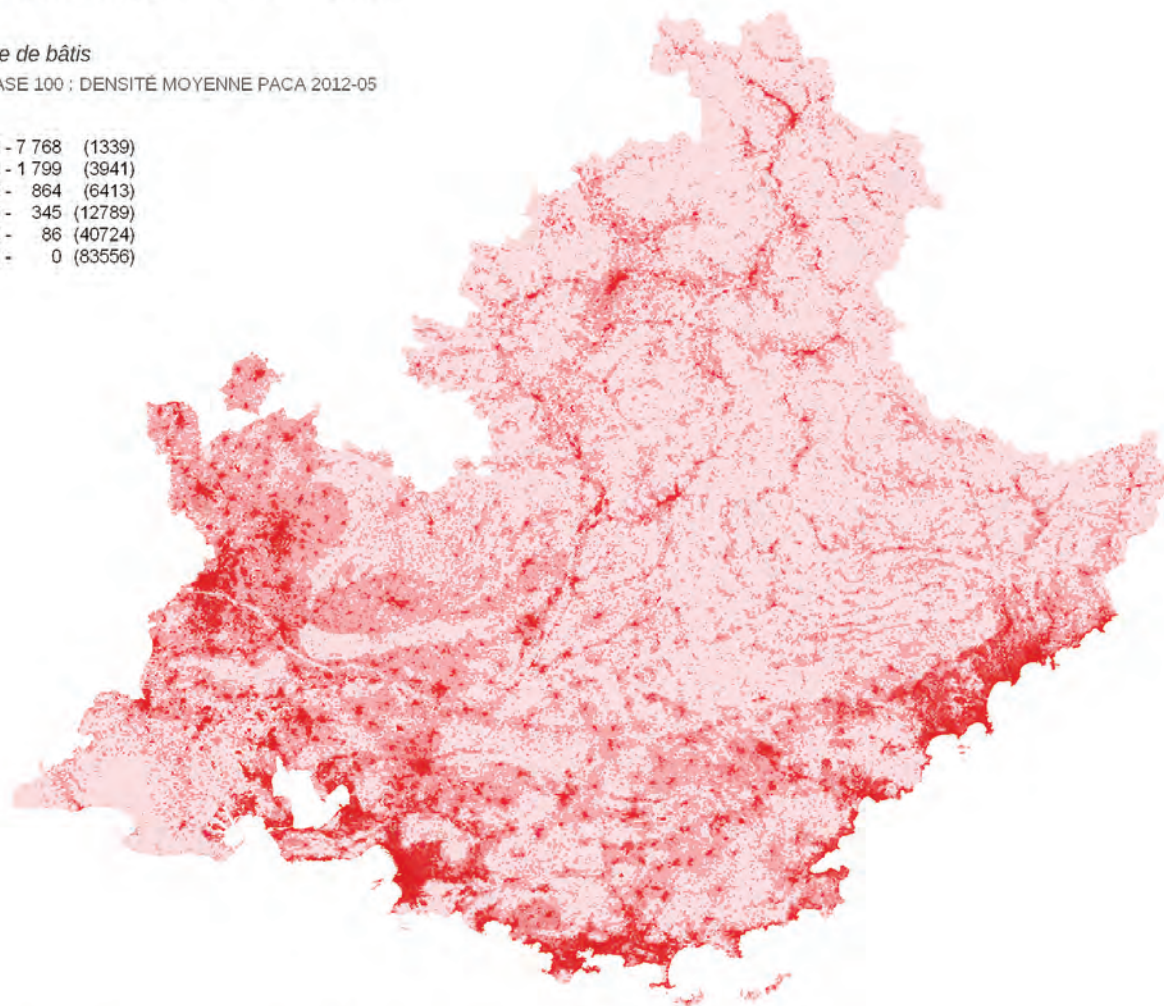 e de bâtis
ASE 100 : DENSITÉ MOYENNE PACA 2012-05
- 7 768 (1339)
- 1 799 (3941)
- 864 (6413)
- 345 (12789)
- 86 (40724)
- 0 (83556)